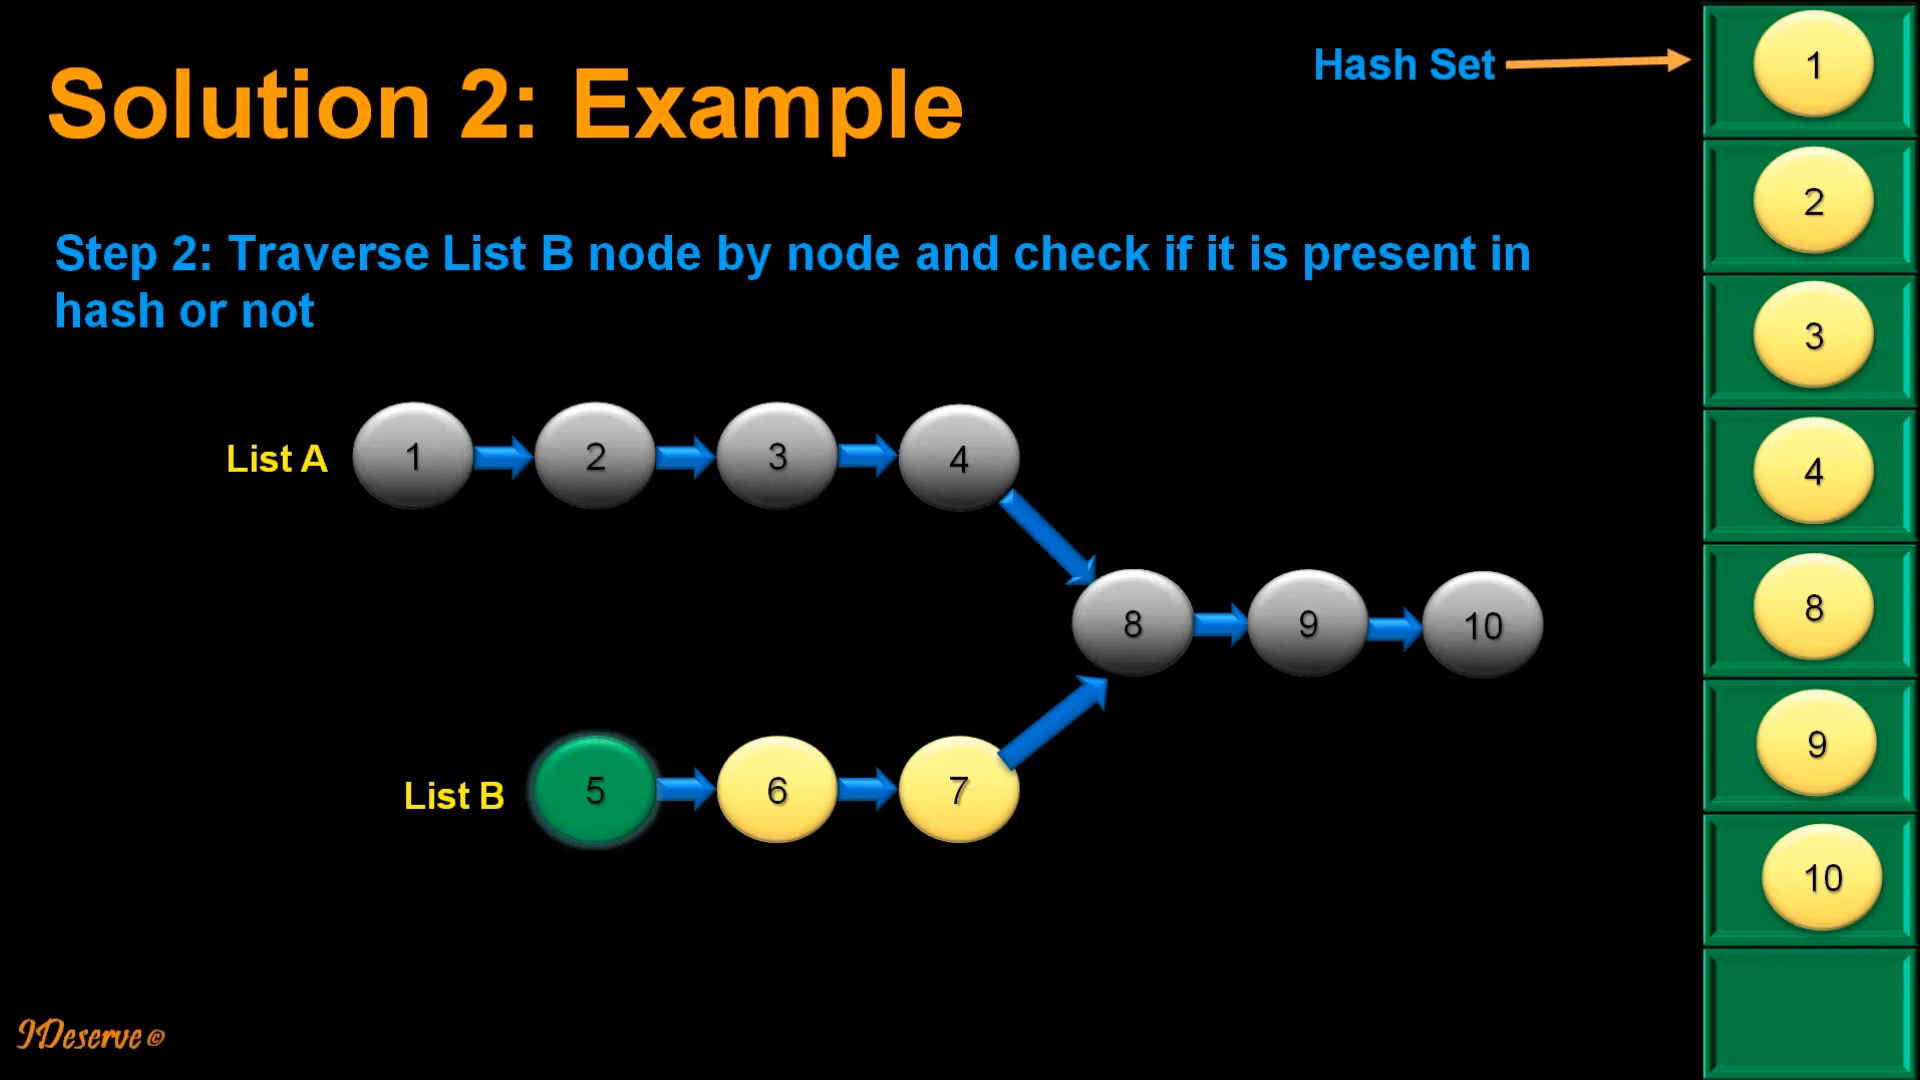 Solution 2: Example
Hash Set
Step 2: Traverse List B node by node and check if it is present in
hash or not
List A
1
2
3
4
8
9
10
List B
5
6
7
1
2
3
4
8
9
10
IDeserve ©